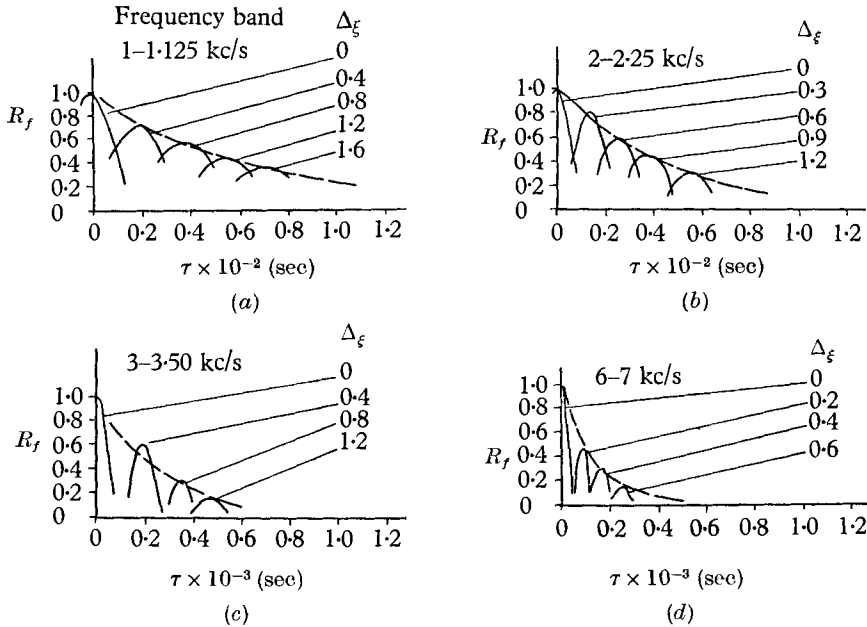 Frequency band
1–1·125 kc/s
Δξ
0
0·4
0·8
1·2
1·6
Rf
1·0
0·8
0·6
0·4
0·2
0
0 0·2 0·4 0·6 0·8 1·0 1·2
τ × 10⁻² (sec)
(a)
2–2·25 kc/s
Δξ
0
0·3
0·6
0·9
1·2
Rf
1·0
0·8
0·6
0·4
0·2
0
0 0·2 0·4 0·6 0·8 1·0 1·2
τ × 10⁻² (sec)
(b)
3–3·50 kc/s
Δξ
0
0·4
0·8
1·2
Rf
1·0
0·8
0·6
0·4
0·2
0
0 0·2 0·4 0·6 0·8 1·0 1·2
τ × 10⁻³ (sec)
(c)
6–7 kc/s
Δξ
0
0·2
0·4
0·6
Rf
1·0
0·8
0·6
0·4
0·2
0
0 0·2 0·4 0·6 0·8 1·0 1·2
τ × 10⁻³ (sec)
(d)